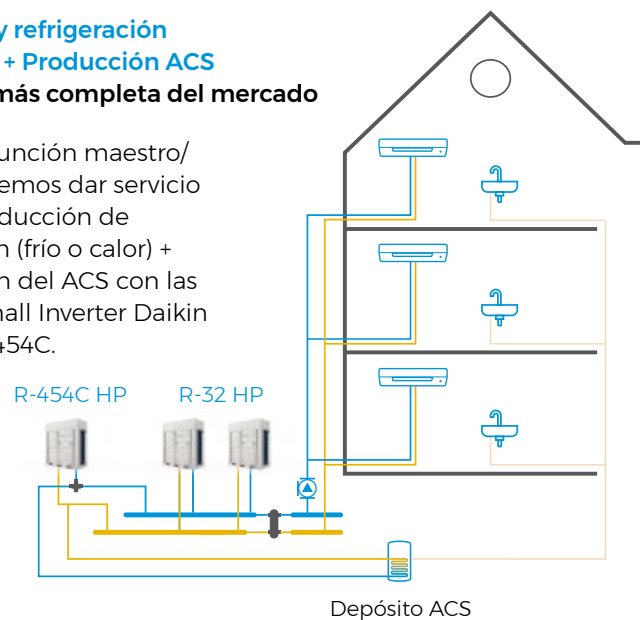 y refrigeración
+ Producción ACS
más completa del mercado
unción maestro/
emos dar servicio
ducción de
n (frío o calor) +
n del ACS con las
all Inverter Daikin
454C.
R-454C HP
R-32 HP
Depósito ACS